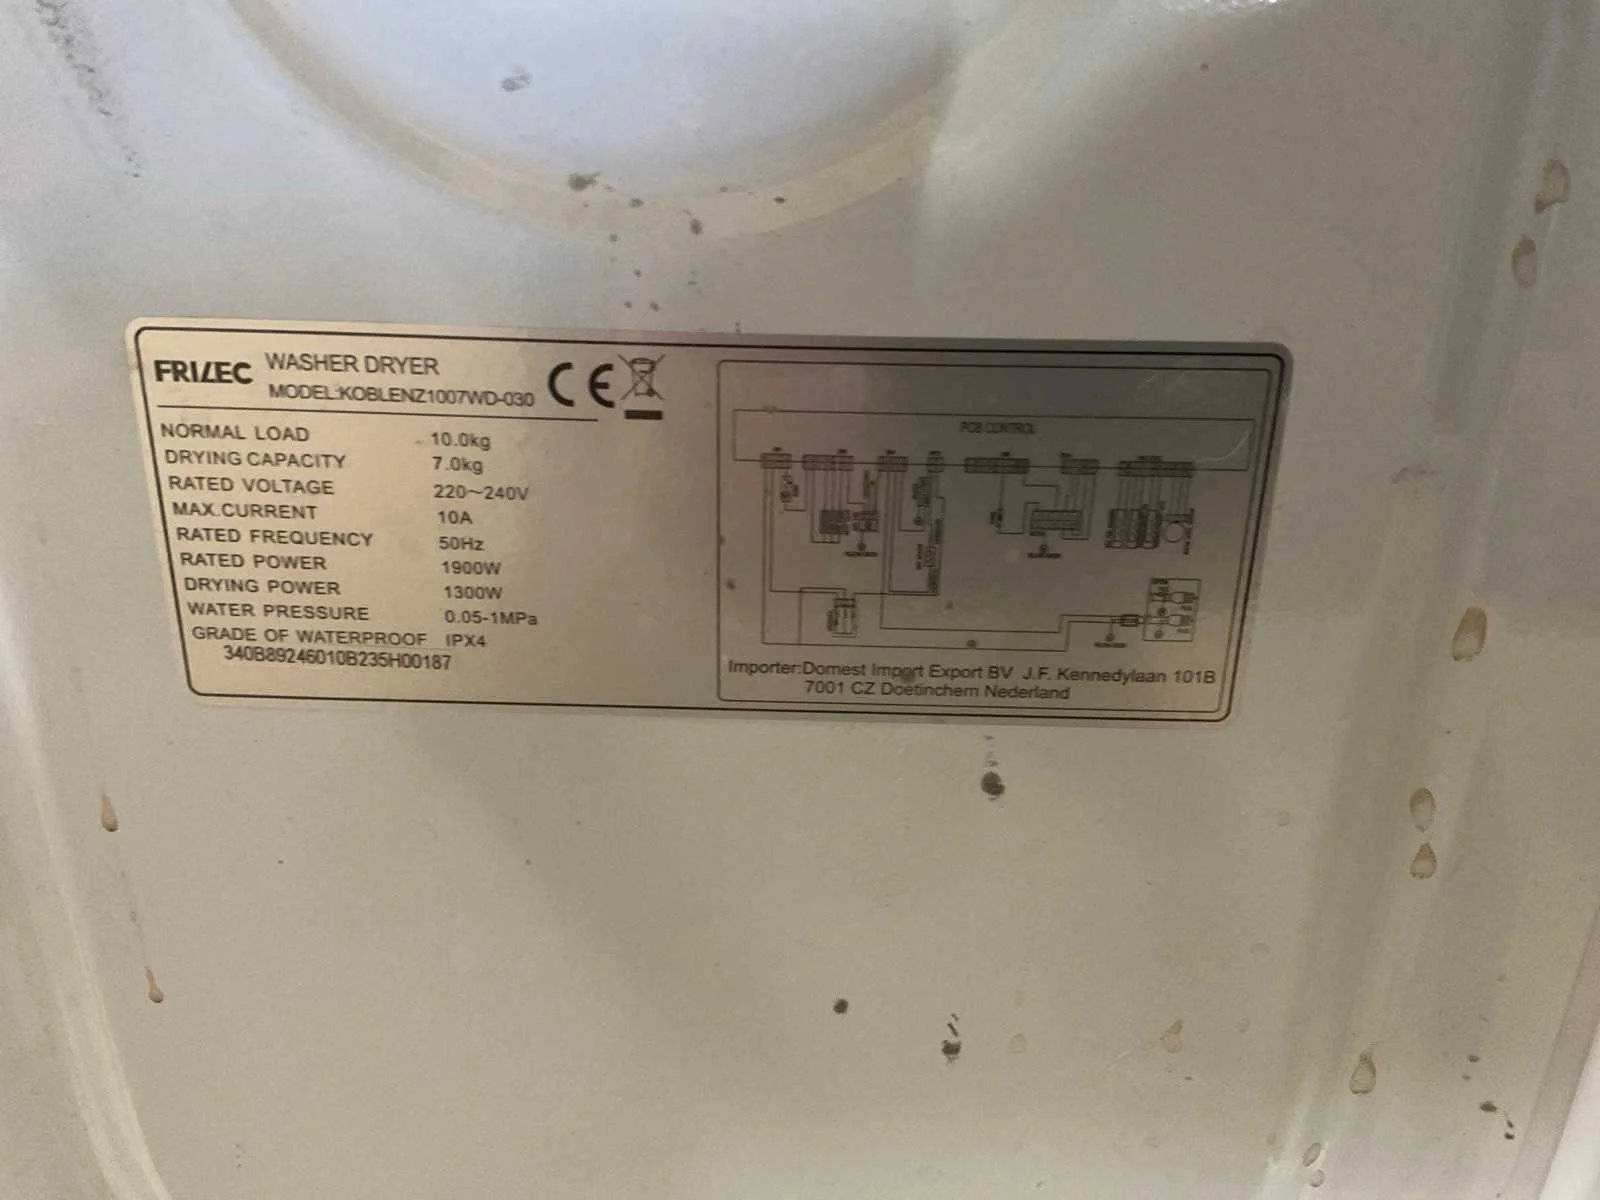 FRILEC WASHER DRYER
MODEL:KOBLENZ1007WD-030
NORMAL LOAD 10.0kg
DRYING CAPACITY 7.0kg
RATED VOLTAGE 220~240V
MAX.CURRENT 10A
RATED FREQUENCY 50Hz
RATED POWER 1900W
DRYING POWER 1300W
WATER PRESSURE 0.05-1MPa
GRADE OF WATERPROOF IPX4
340B89246010B235H00187
PCB CONTROL
Importer:Domest Import Export BV J.F. Kennedylaan 101B
7001 CZ Doetinchem Nederland